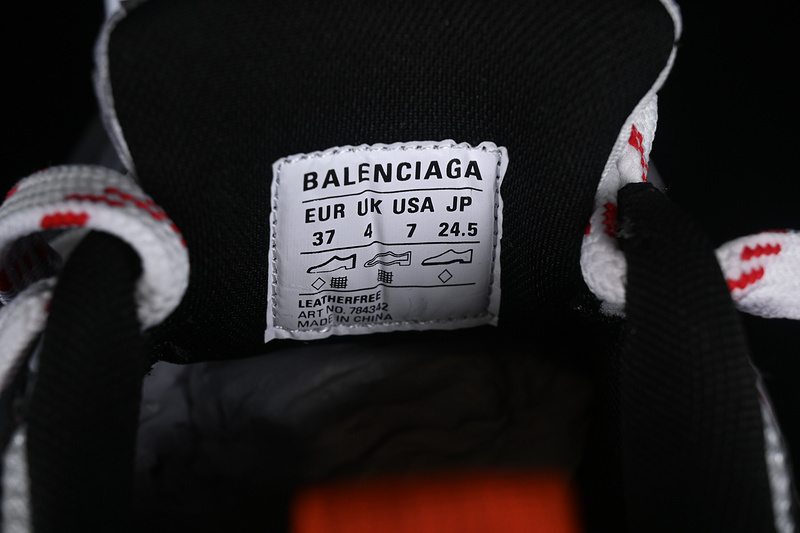 BALENCIAGA
EUR UK USA JP
37 4 7 24.5
LEATHERFREE
ART NO. 784342
MADE IN CHINA